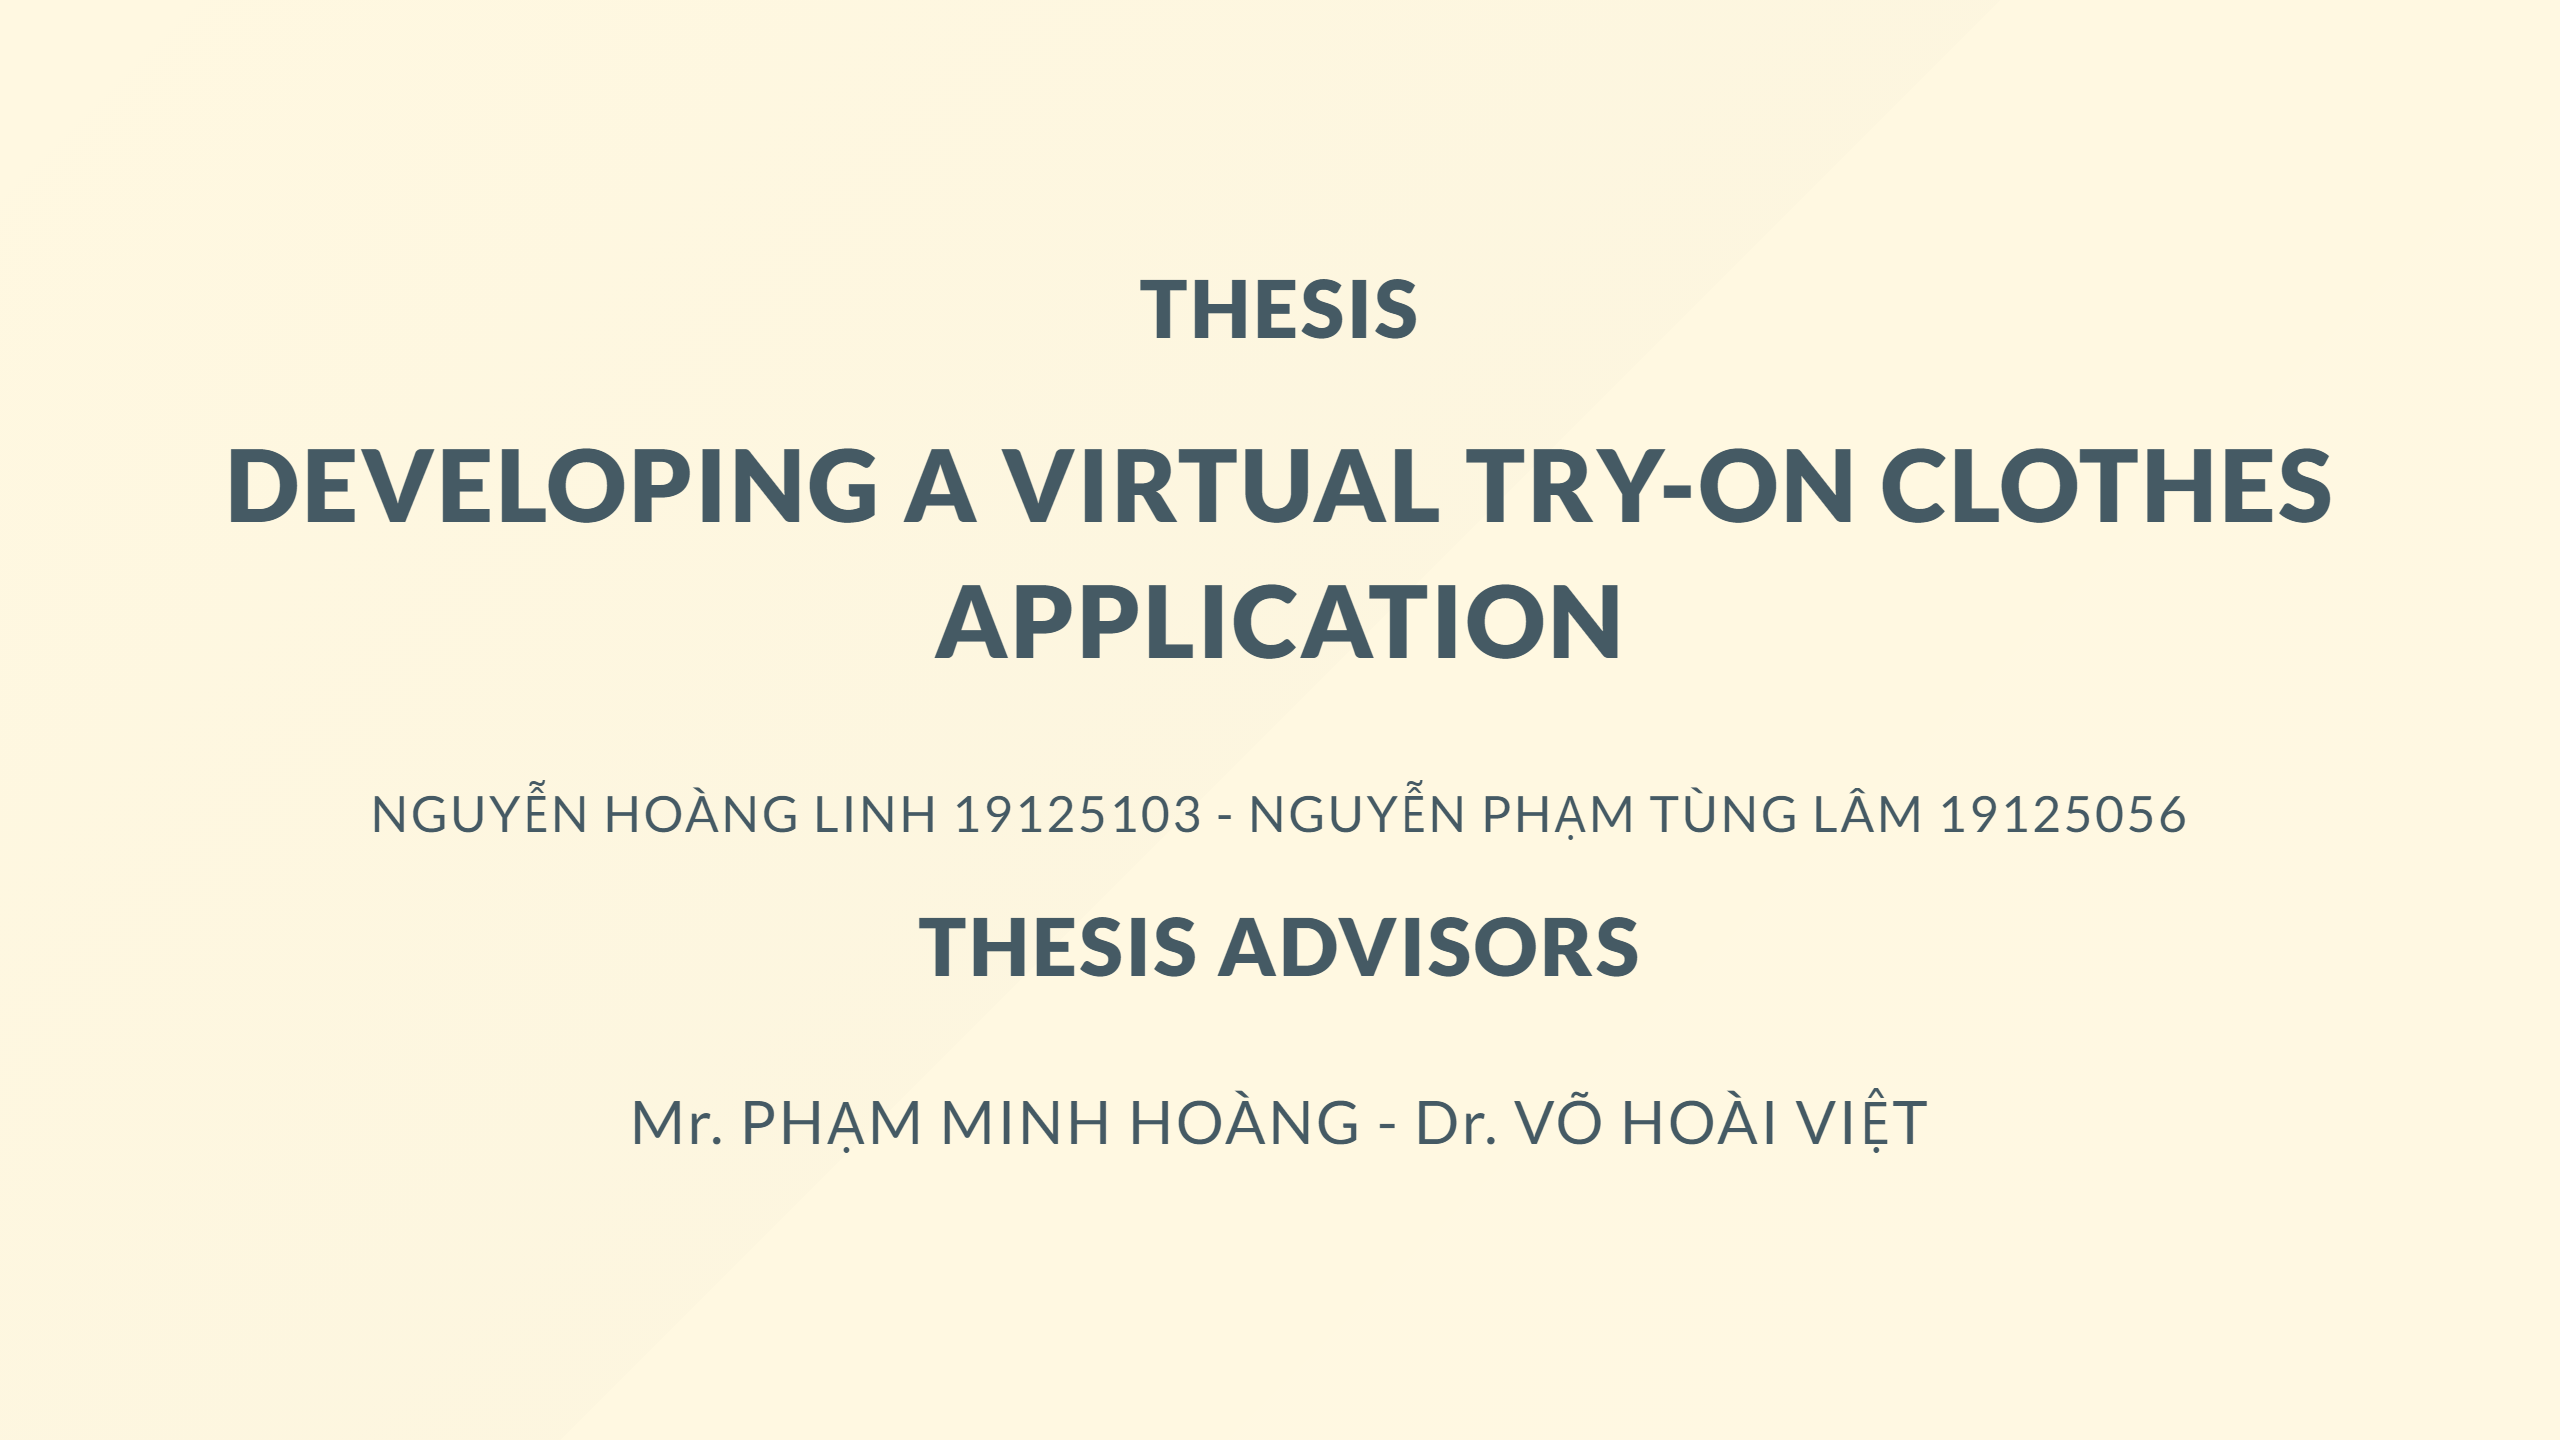 THESIS
DEVELOPING A VIRTUAL TRY-ON CLOTHES
APPLICATION
NGUYỄN HOÀNG LINH 19125103 - NGUYỄN PHẠM TÙNG LÂM 19125056
THESIS ADVISORS
Mr. PHẠM MINH HOÀNG - Dr. VÕ HOÀI VIỆT